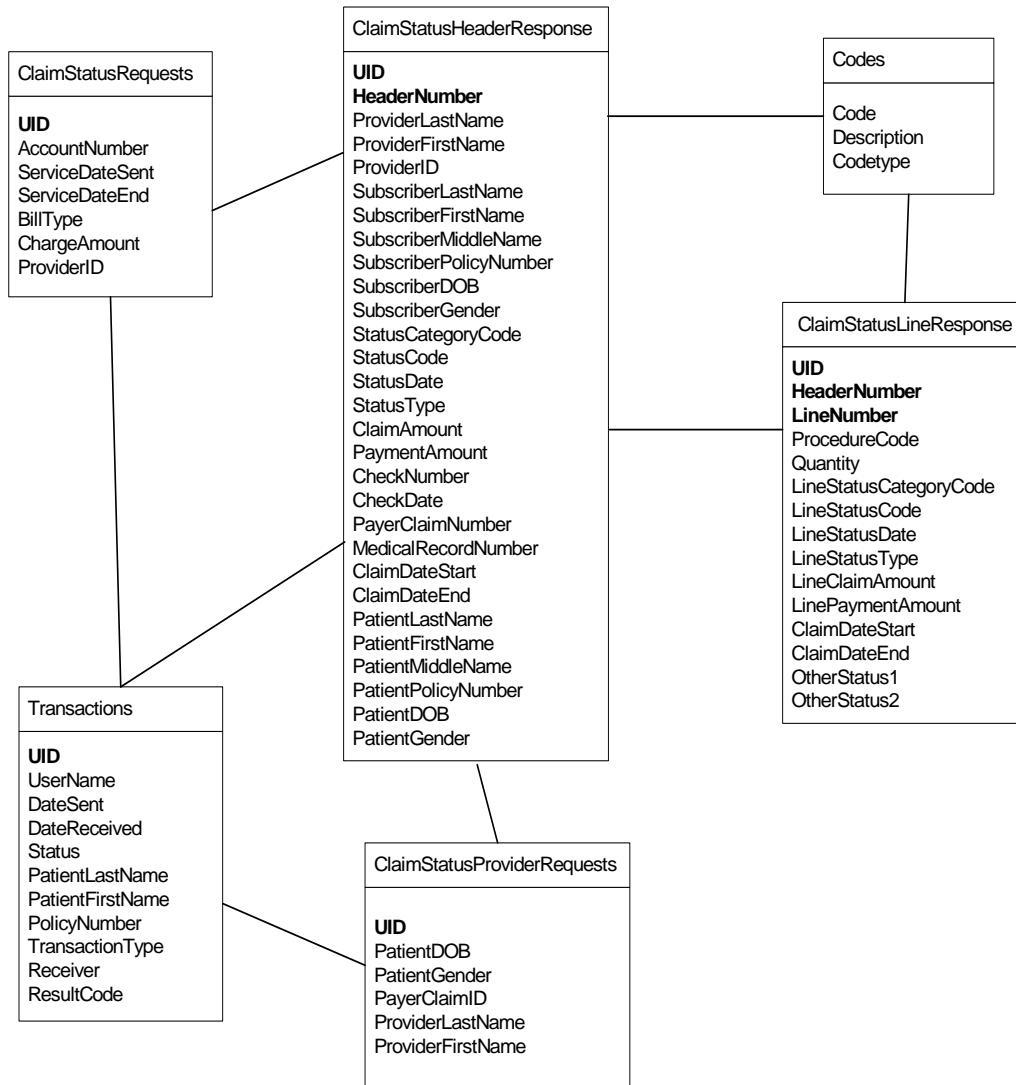 ClaimStatusRequests
UID
AccountNumber
ServiceDateSent
ServiceDateEnd
BillType
ChargeAmount
ProviderID
ClaimStatusHeaderResponse
UID
HeaderNumber
ProviderLastName
ProviderFirstName
ProviderID
SubscriberLastName
SubscriberFirstName
SubscriberMiddleName
SubscriberPolicyNumber
SubscriberDOB
SubscriberGender
StatusCategoryCode
StatusCode
StatusDate
StatusType
ClaimAmount
PaymentAmount
CheckNumber
CheckDate
PayerClaimNumber
MedicalRecordNumber
ClaimDateStart
ClaimDateEnd
PatientLastName
PatientFirstName
PatientMiddleName
PatientPolicyNumber
PatientDOB
PatientGender
Codes
Code
Description
Codetype
ClaimStatusLineResponse
UID
HeaderNumber
LineNumber
ProcedureCode
Quantity
LineStatusCategoryCode
LineStatusCode
LineStatusDate
LineStatusType
LineClaimAmount
LinePaymentAmount
ClaimDateStart
ClaimDateEnd
OtherStatus1
OtherStatus2
Transactions
UID
UserName
DateSent
DateReceived
Status
PatientLastName
PatientFirstName
PolicyNumber
TransactionType
Receiver
ResultCode
ClaimStatusProviderRequests
UID
PatientDOB
PatientGender
PayerClaimID
ProviderLastName
ProviderFirstName